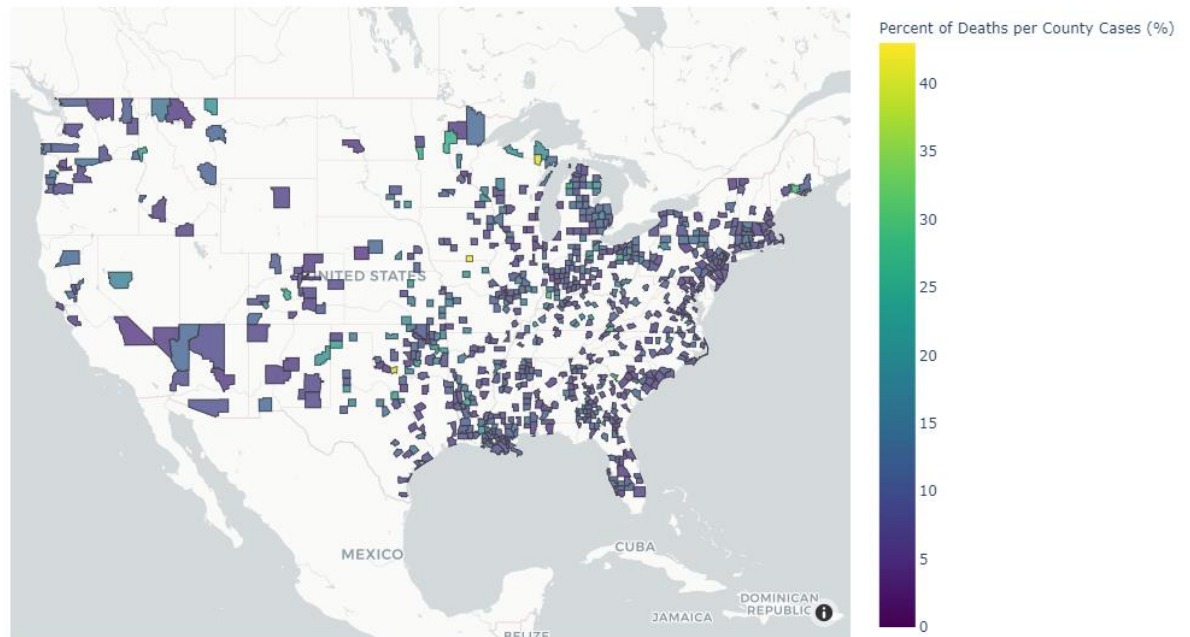 Percent of Deaths per County Cases (%)
40
35
30
25
20
15
10
5
0
UNITED STATES
MEXICO
CUBA
DOMINICAN
REPUBLIC
JAMAICA
BELIZE